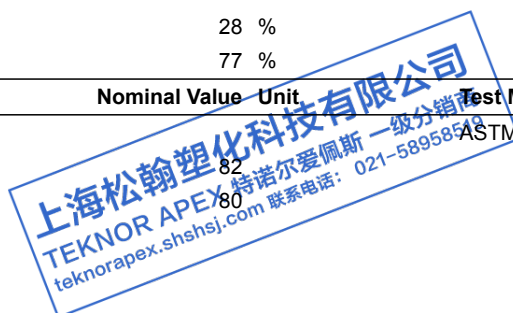 28 %
77 %
Nominal Value Unit Test
ASTM
82
80
上海松翰塑化科技有限公司
TEKNOR APEX 特诺尔爱佩斯 一级分销商
teknorapex.shshsj.com 联系电话: 021-58958519